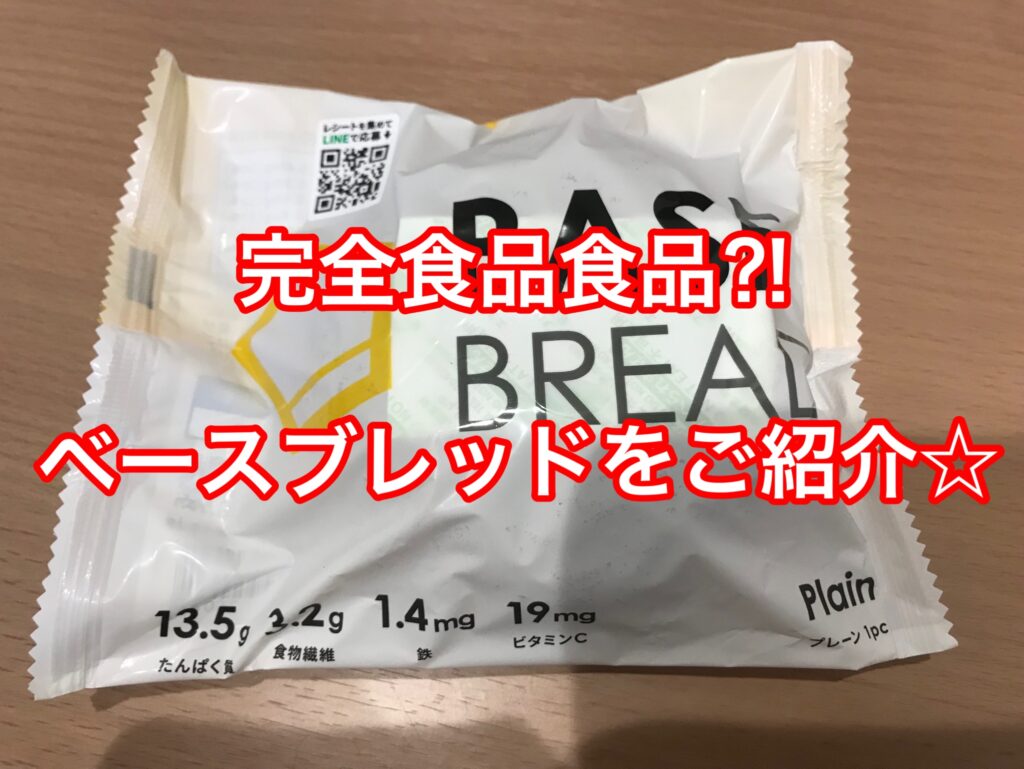 レシートを集めて
LINEで応募
完全食品食品?!
BREAD
ベースブレッドをご紹介☆
13.5g
1.4mg
19mg
たんぱく質
食物繊維
鉄
ビタミンC
Plain
プレーン 1pc